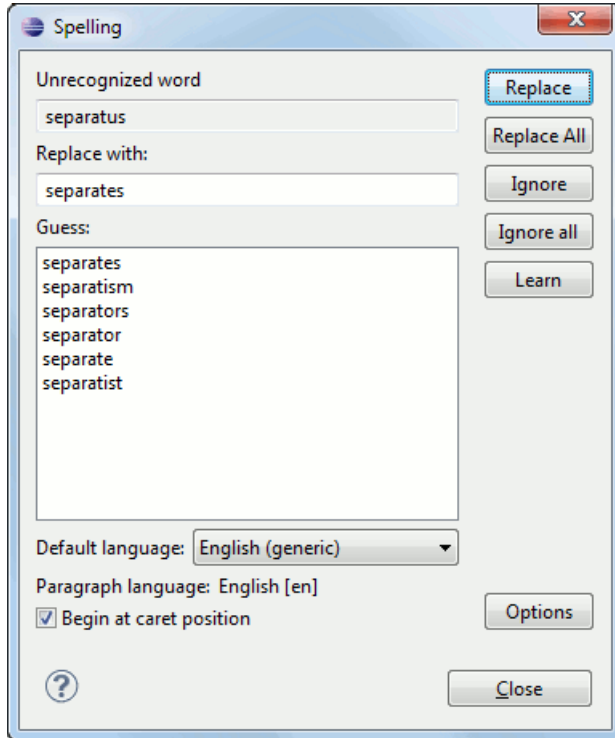 Spelling
Unrecognized word
separatus
Replace with:
separates
Guess:
separates
separatism
separators
separator
separate
separatist
Default language: English (generic)
Paragraph language: English [en]
Begin at caret position
Replace
Replace All
Ignore
Ignore all
Learn
Options
?
Close